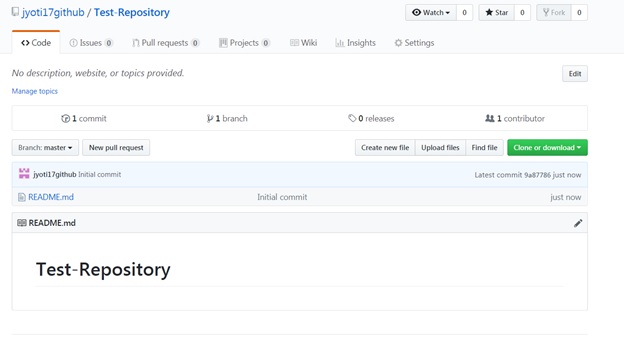 jyoti17github / Test-Repository Watch 0 Star 0 Fork 0
Code Issues 0 Pull requests 0 Projects 0 Wiki Insights Settings
No description, website, or topics provided. Edit
Manage topics
1 commit 1 branch 0 releases 1 contributor
Branch: master New pull request Create new file Upload files Find file Clone or download
jyoti17github Initial commit Latest commit 9a87786 just now
README.md Initial commit just now
README.md
Test-Repository